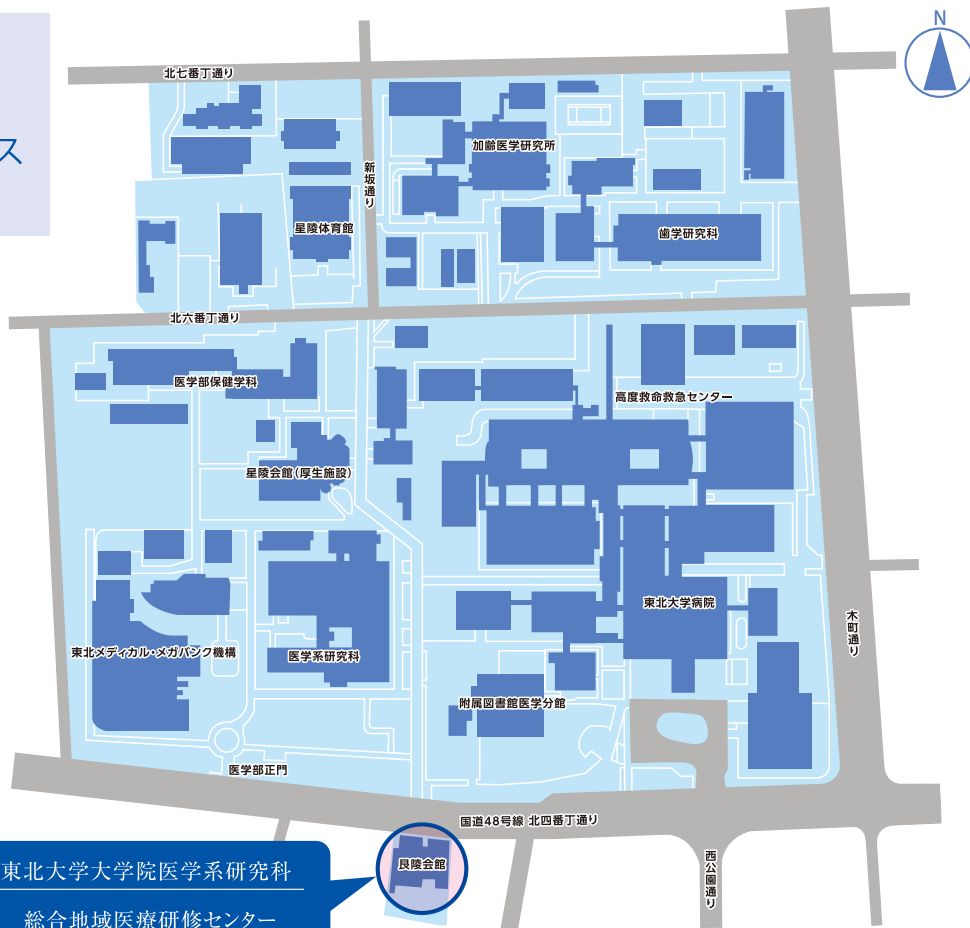 N
ス
北七番丁通り
新坂通り
加齢医学研究所
星陵体育館
歯学研究科
北六番丁通り
医学部保健学科
高度救命救急センター
星陵会館(厚生施設)
東北大学病院
木町通り
東北メディカル・メガバンク機構
医学系研究科
附属図書館医学分館
医学部正門
国道48号線 北四番丁通り
艮陵会館
西公園通り
東北大学大学院医学系研究科
総合地域医療研修センター